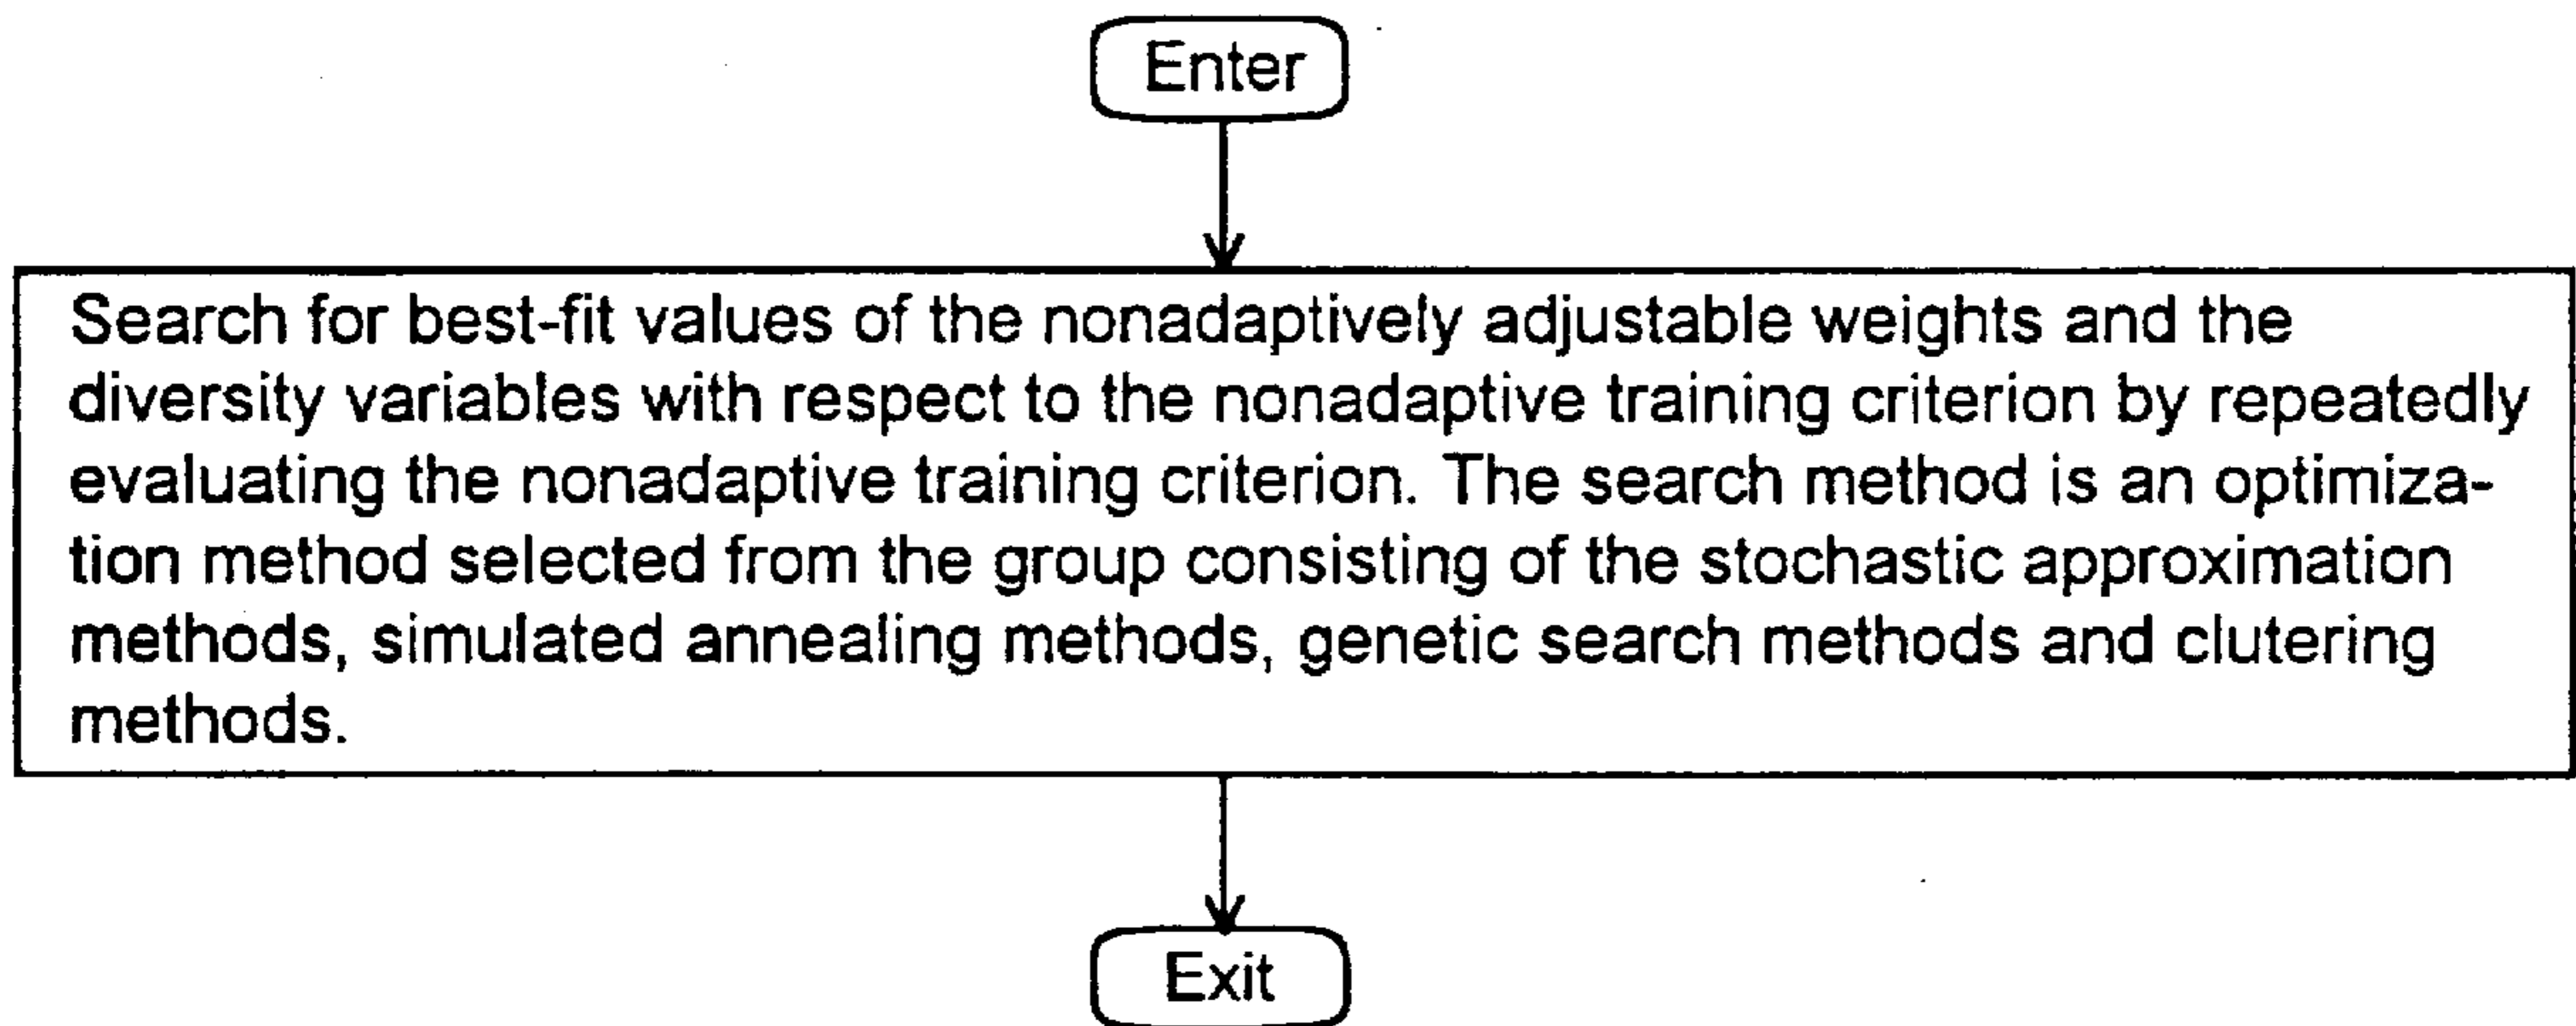 Enter
Search for best-fit values of the nonadaptively adjustable weights and the
diversity variables with respect to the nonadaptive training criterion by repeatedly
evaluating the nonadaptive training criterion. The search method is an optimiza-
tion method selected from the group consisting of the stochastic approximation
methods, simulated annealing methods, genetic search methods and clutering
methods.
Exit